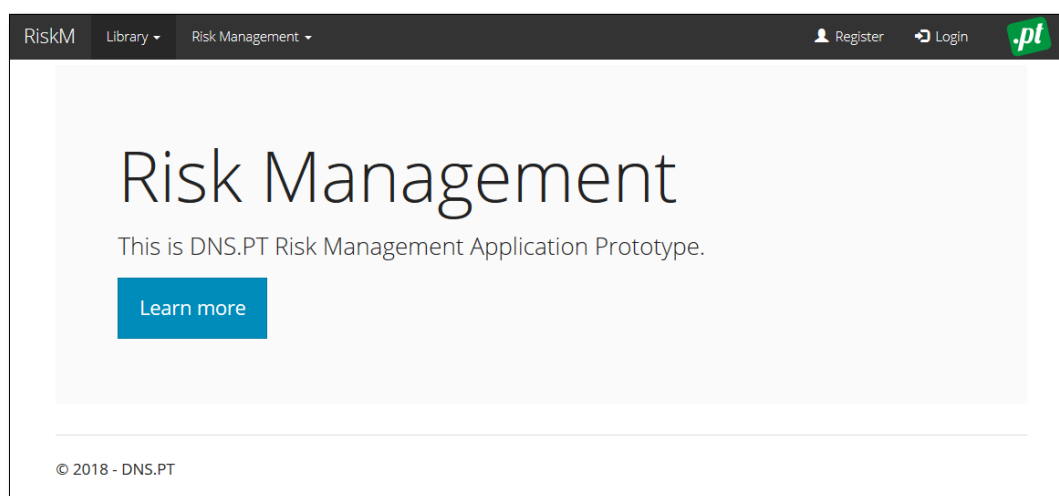 RiskM Library Risk Management Register Login .pt
Risk Management
This is DNS.PT Risk Management Application Prototype.
Learn more
© 2018 - DNS.PT